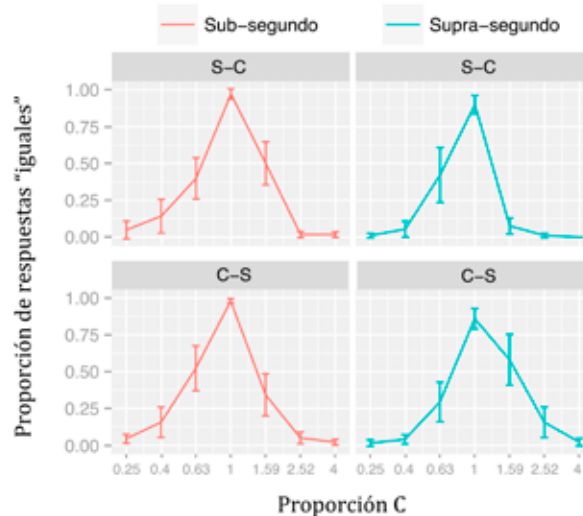 Sub-segundo Supra-segundo
S-C S-C
1.00
0.75
0.50
0.25
0.00
C-S C-S
1.00
0.75
0.50
0.25
0.00
0.25 0.4 0.63 1 1.59 2.52 4 0.25 0.4 0.63 1 1.59 2.52 4
Proporción C
Proporción de respuestas "iguales"